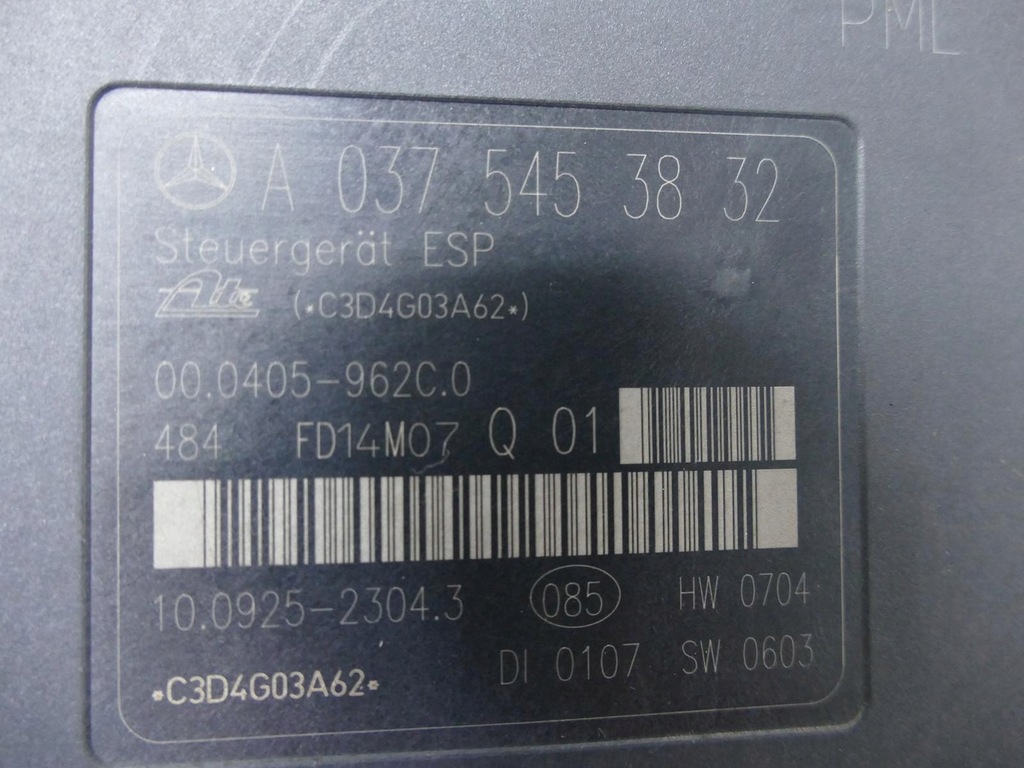 PML
A 037 545 38 32
Steuergerät ESP
Ate (*C3D4G03A62*)
00.0405-962C.0
484 FD14M07 Q 01
10.0925-2304.3 085 HW 0704
DI 0107 SW 0603
*C3D4G03A62*